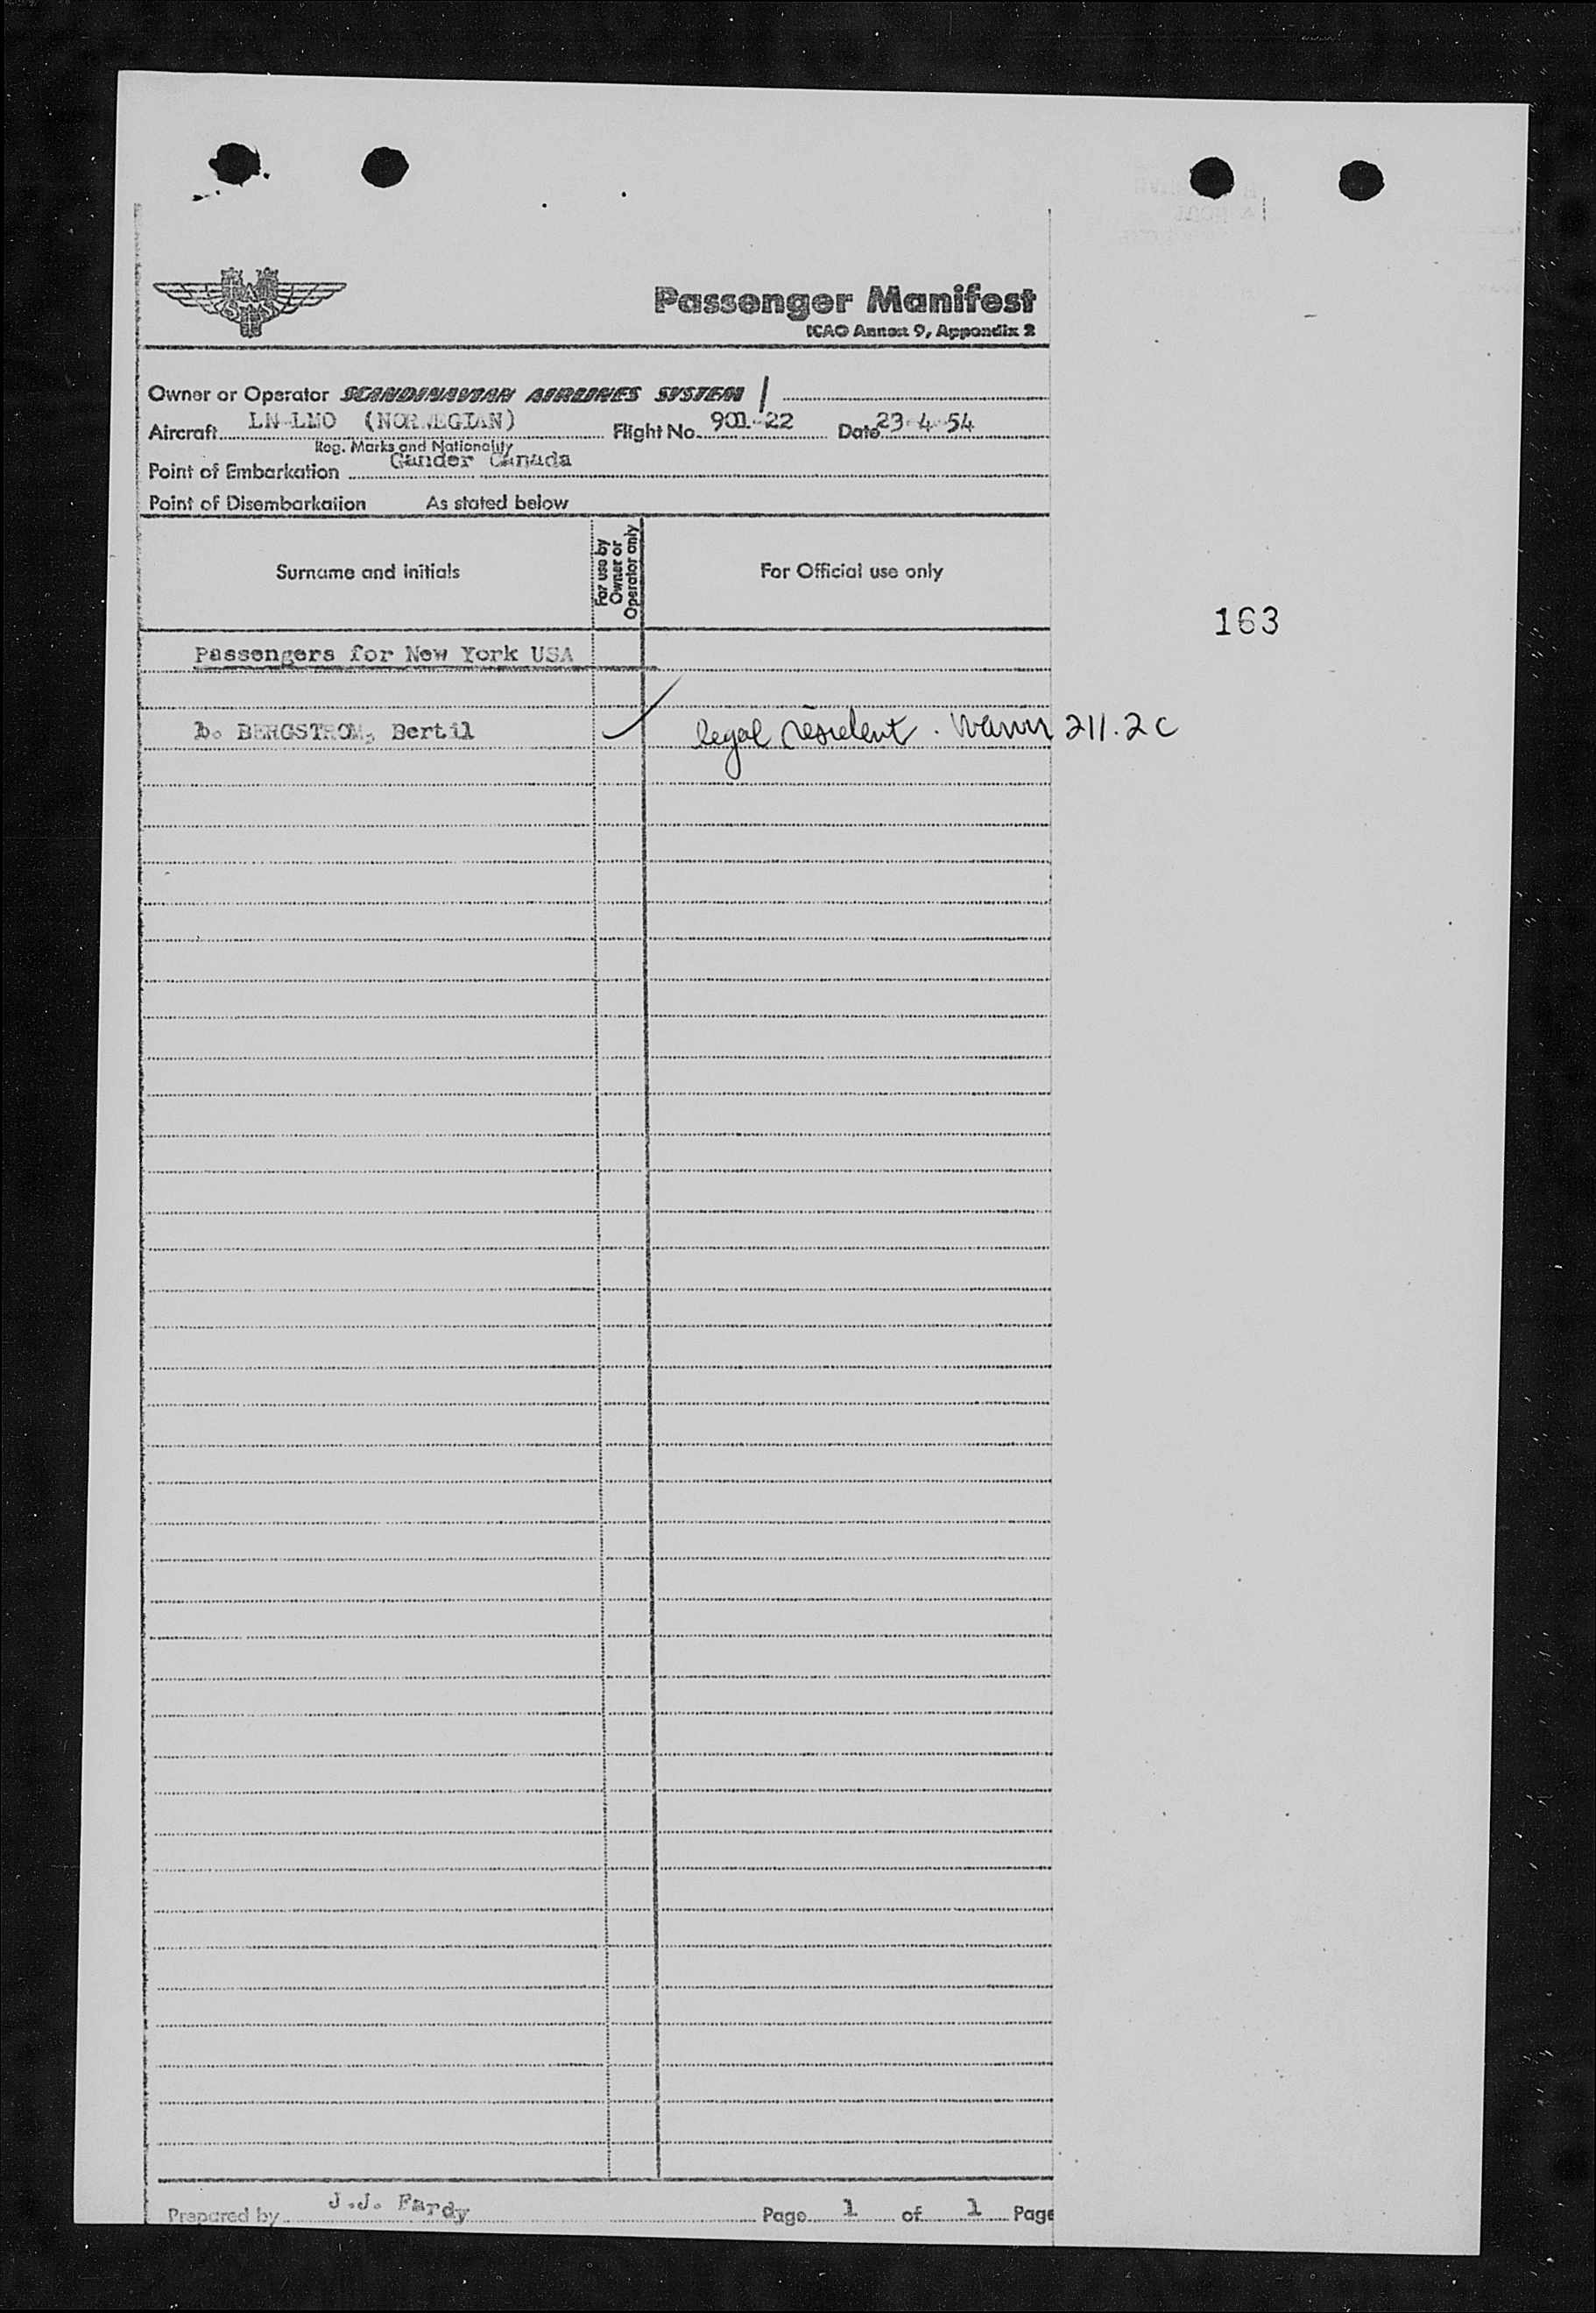 Passenger Manifest
ICAO Annex 9, Appendix 2
Owner or Operator SCANDINAVIAN AIRLINES SYSTEM
Aircraft LN-LMO (NORWEGIAN) Flight No. 901-22 Date 23-4-54
Reg. Marks and Nationality
Point of Embarkation Gander Canada
Point of Disembarkation As stated below
Surname and initials
For use by
Owner or
Operator only
For Official use only
163
Passengers for New York USA
b. BERGSTROM, Bertil legal resident. 211.2c
Prepared by J.J. Fardy Page 1 of 1 Page